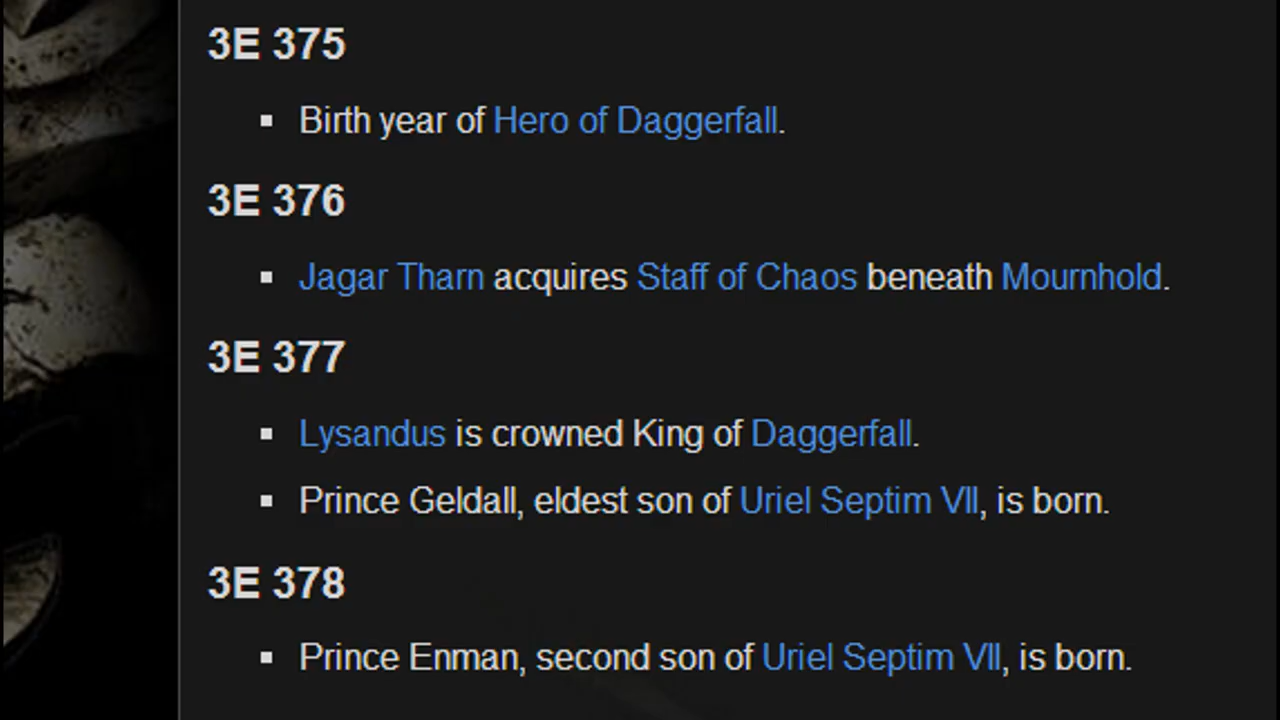 3E 375
▪ Birth year of Hero of Daggerfall.
3E 376
▪ Jagar Tharn acquires Staff of Chaos beneath Mournhold.
3E 377
▪ Lysandus is crowned King of Daggerfall.
▪ Prince Geldall, eldest son of Uriel Septim VII, is born.
3E 378
▪ Prince Enman, second son of Uriel Septim VII, is born.